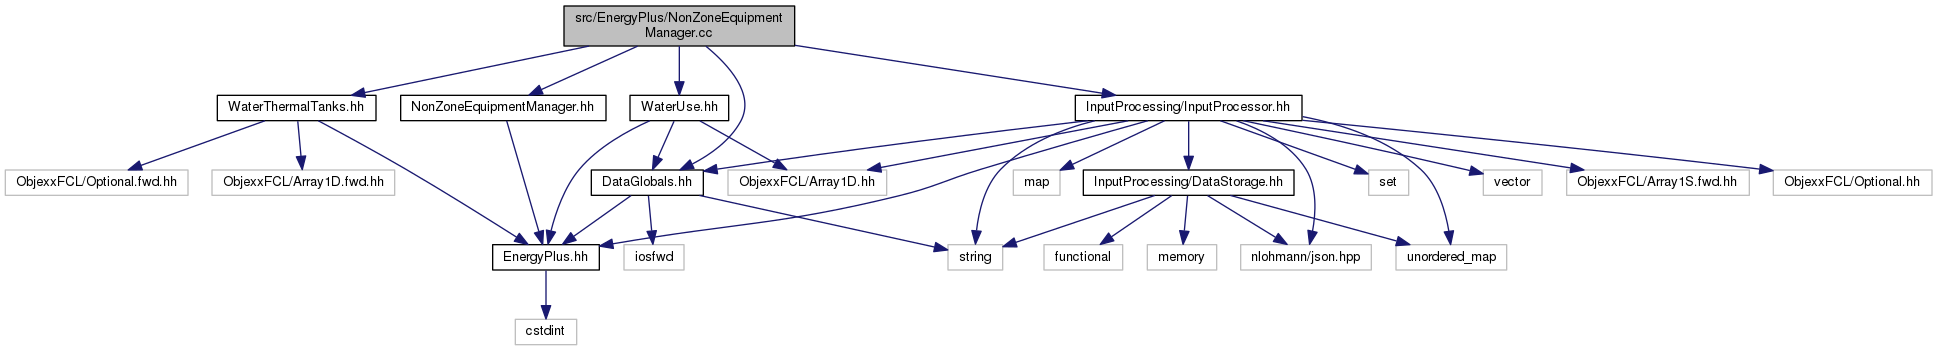 src/EnergyPlus/NonZoneEquipment
Manager.cc
WaterThermalTanks.hh
NonZoneEquipmentManager.hh
WaterUse.hh
InputProcessing/InputProcessor.hh
ObjexxFCL/Optional.fwd.hh
ObjexxFCL/Array1D.fwd.hh
DataGlobals.hh
ObjexxFCL/Array1D.hh
map
InputProcessing/DataStorage.hh
set
vector
ObjexxFCL/Array1S.fwd.hh
ObjexxFCL/Optional.hh
EnergyPlus.hh
iosfwd
string
functional
memory
nlohmann/json.hpp
unordered_map
cstdint